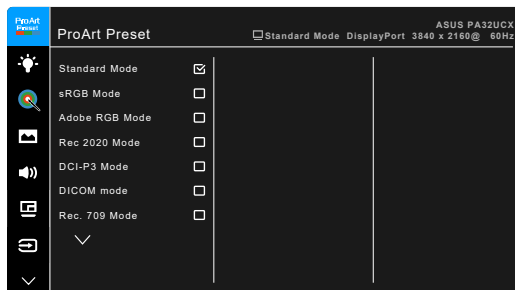 ProArt
Preset
ProArt Preset
ASUS PA32UCX
Standard Mode DisplayPort 3840 x 2160@ 60Hz
Standard Mode
sRGB Mode
Adobe RGB Mode
Rec 2020 Mode
DCI-P3 Mode
DICOM mode
Rec. 709 Mode